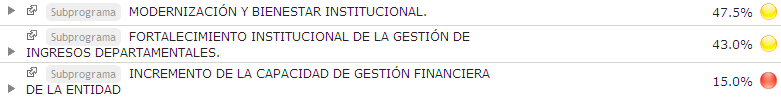 Subprograma MODERNIZACIÓN Y BIENESTAR INSTITUCIONAL. 47.5%
Subprograma FORTALECIMIENTO INSTITUCIONAL DE LA GESTIÓN DE
INGRESOS DEPARTAMENTALES. 43.0%
Subprograma INCREMENTO DE LA CAPACIDAD DE GESTIÓN FINANCIERA
DE LA ENTIDAD 15.0%